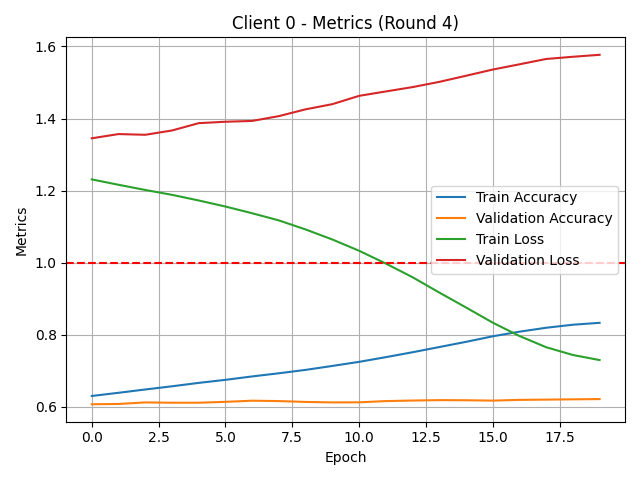 Client 0 - Metrics (Round 4)
1.6
1.4
1.2
1.0
0.8
0.6
Metrics
Train Accuracy
Validation Accuracy
Train Loss
Validation Loss
0.0 2.5 5.0 7.5 10.0 12.5 15.0 17.5
Epoch